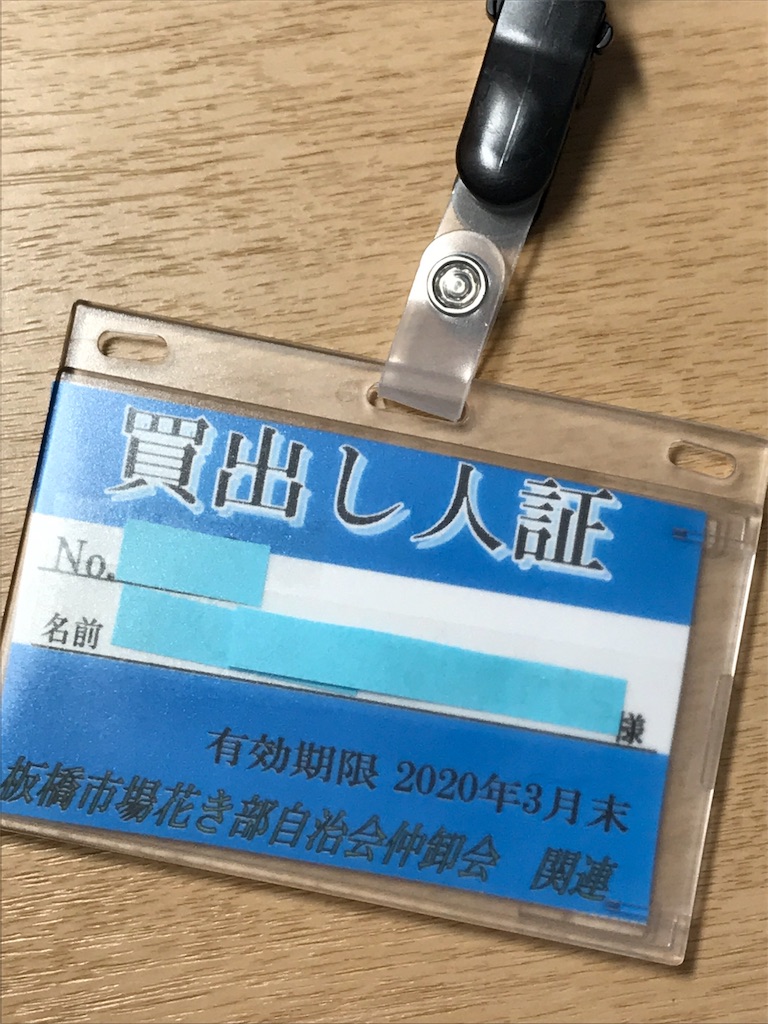 買出し人証
No.
名前 様
有効期限 2020年3月末
板橋市場花き部自治会仲卸会 関連